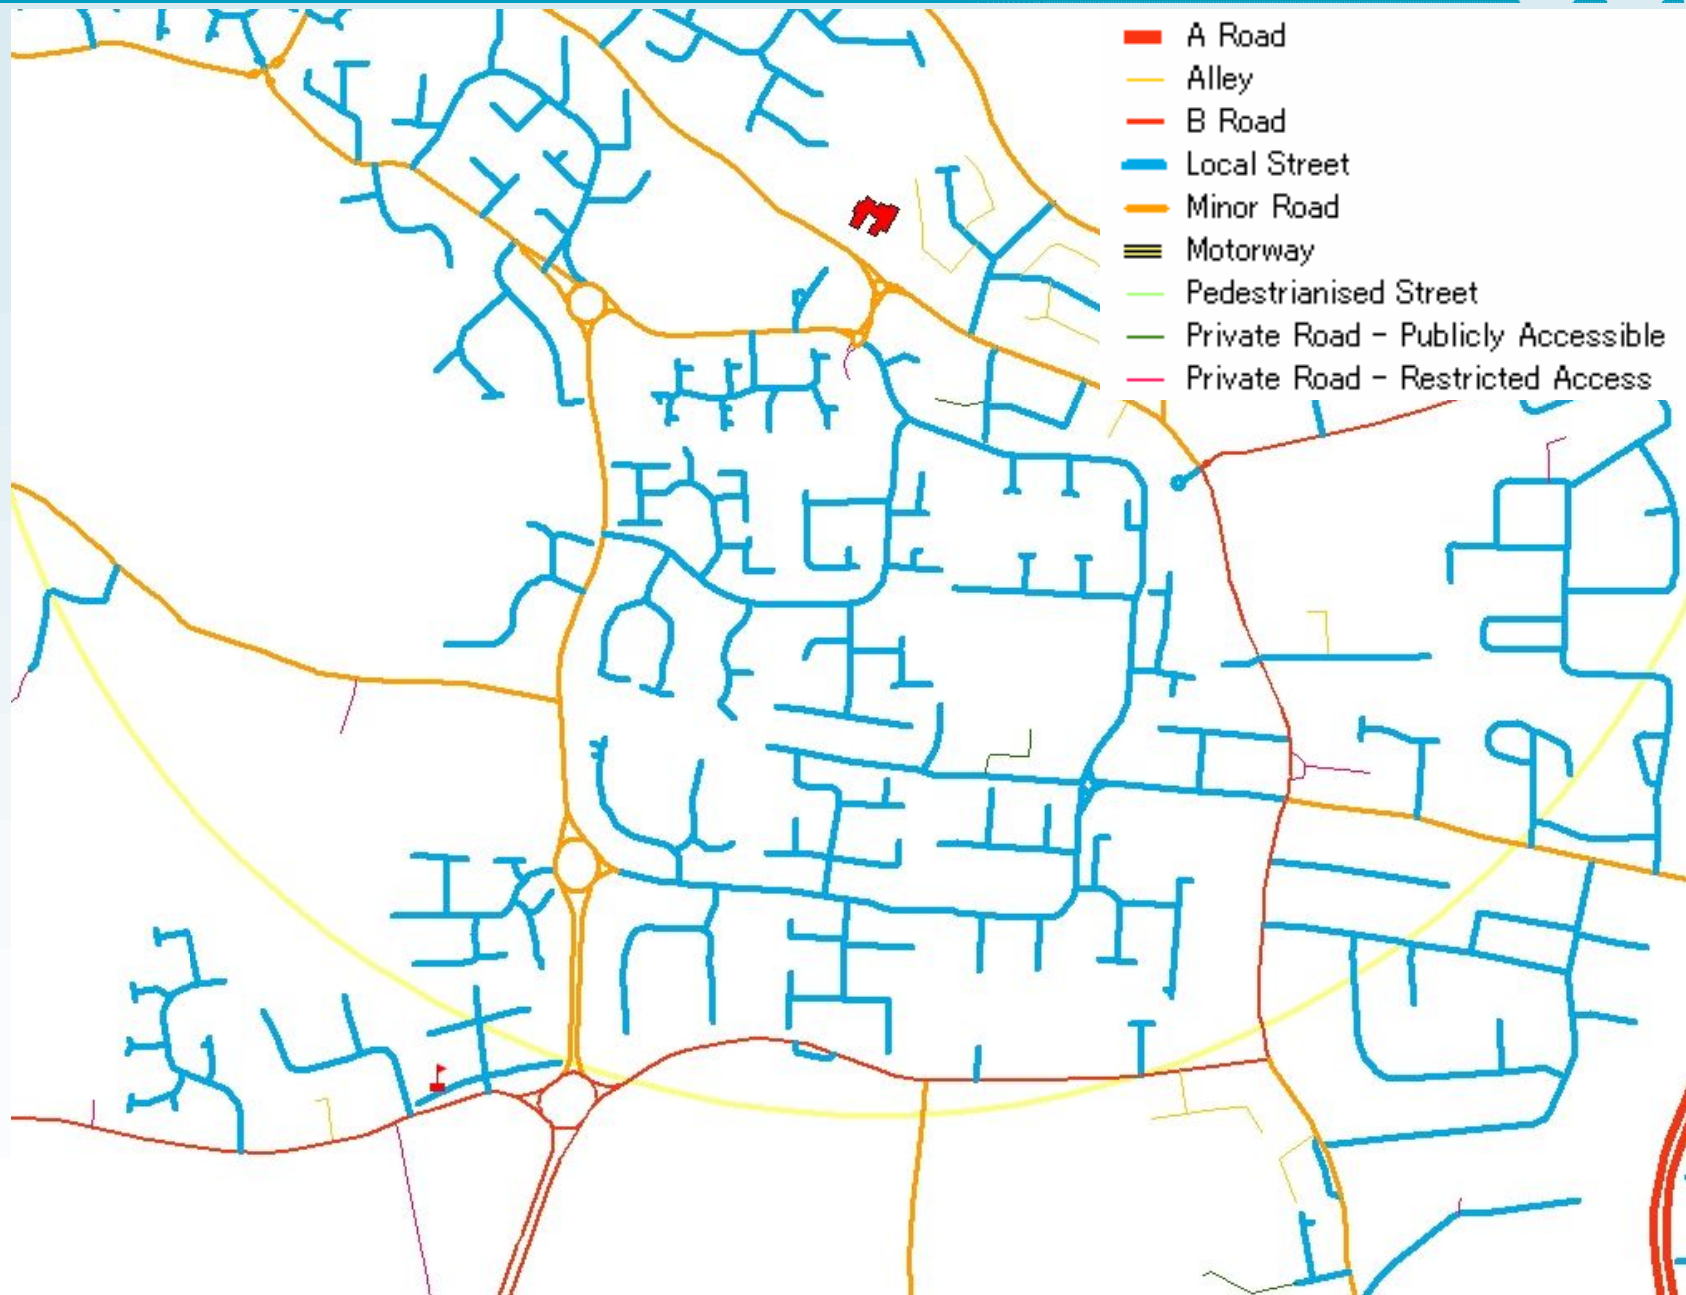 A Road
Alley
B Road
Local Street
Minor Road
Motorway
Pedestrianised Street
Private Road - Publicly Accessible
Private Road - Restricted Access